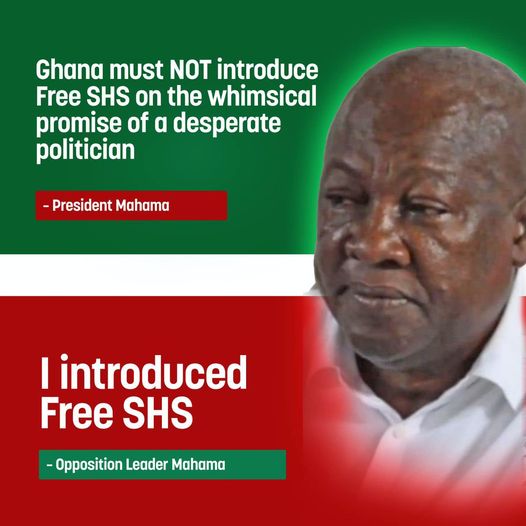 Ghana must NOT introduce
Free SHS on the whimsical
promise of a desperate
politician
- President Mahama
I introduced
Free SHS
- Opposition Leader Mahama